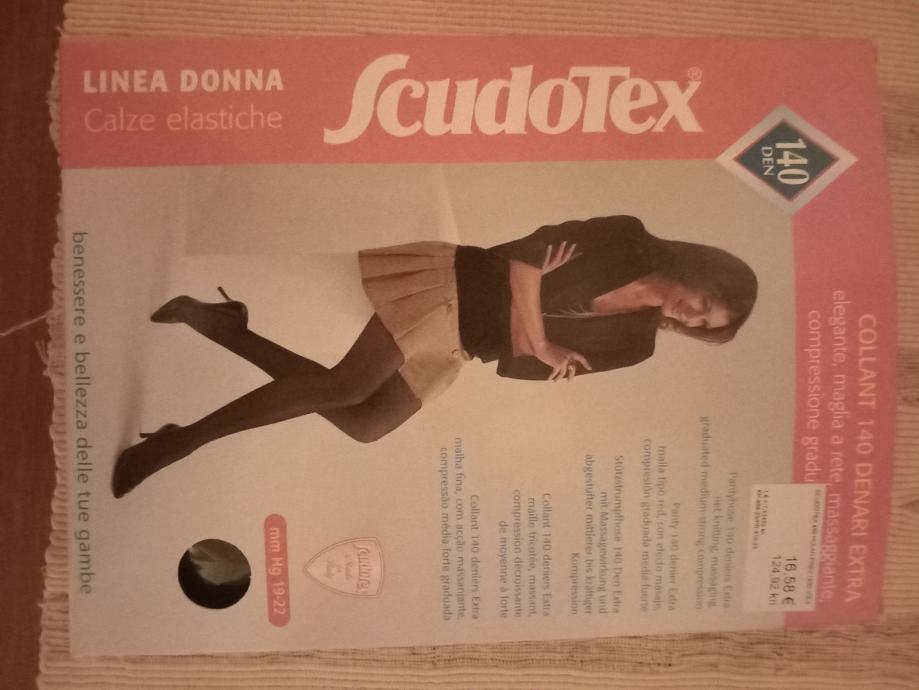 LINEA DONNA
Calze elastiche
ScudoTex®
140
DEN
COLLANT 140 DENARI EXTRA
elegante, maglia a rete, massaggiante,
compressione gradu
16,58 €
124,92 kn
Pantyhose 140 deniers Extra
net knitting, massaging,
graduated medium-strong compression
Panty 140 denier Extra
malla tipo red, con efecto masaje,
compresión graduada media fuerte
Stützstrumpfhose 140 Den Extra
mit Massagewirkung und
abgestufter mittlerer bis kräftiger
Kompression
Collant 140 deniers Extra
maille tricotée, massant,
compression décroissante
de moyenne à forte
Collant 140 deniers Extra
malha fina, com acção massajante,
compressão média forte graduada
Scudotex
mm Hg 19-22
benessere e bellezza delle tue gambe